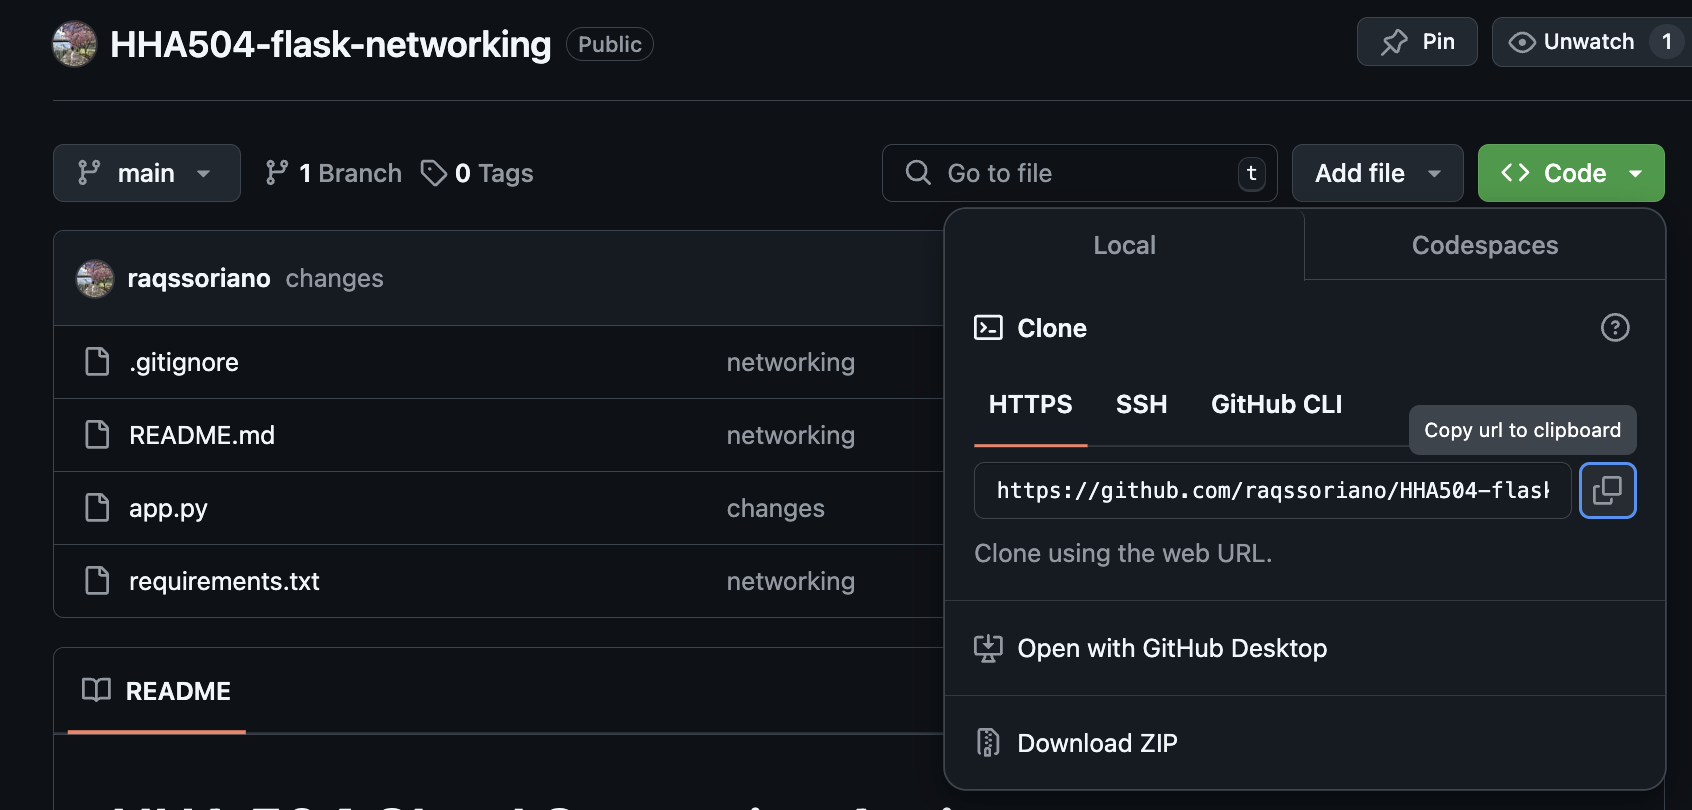 HHA504-flask-networking Public Pin Unwatch 1
main 1 Branch 0 Tags Go to file t Add file Code
Local Codespaces
raqssoriano changes
Clone
.gitignore networking
HTTPS SSH GitHub CLI
Copy url to clipboard
README.md networking
https://github.com/raqssoriano/HHA504-flask
app.py changes
Clone using the web URL.
requirements.txt networking
Open with GitHub Desktop
README
Download ZIP